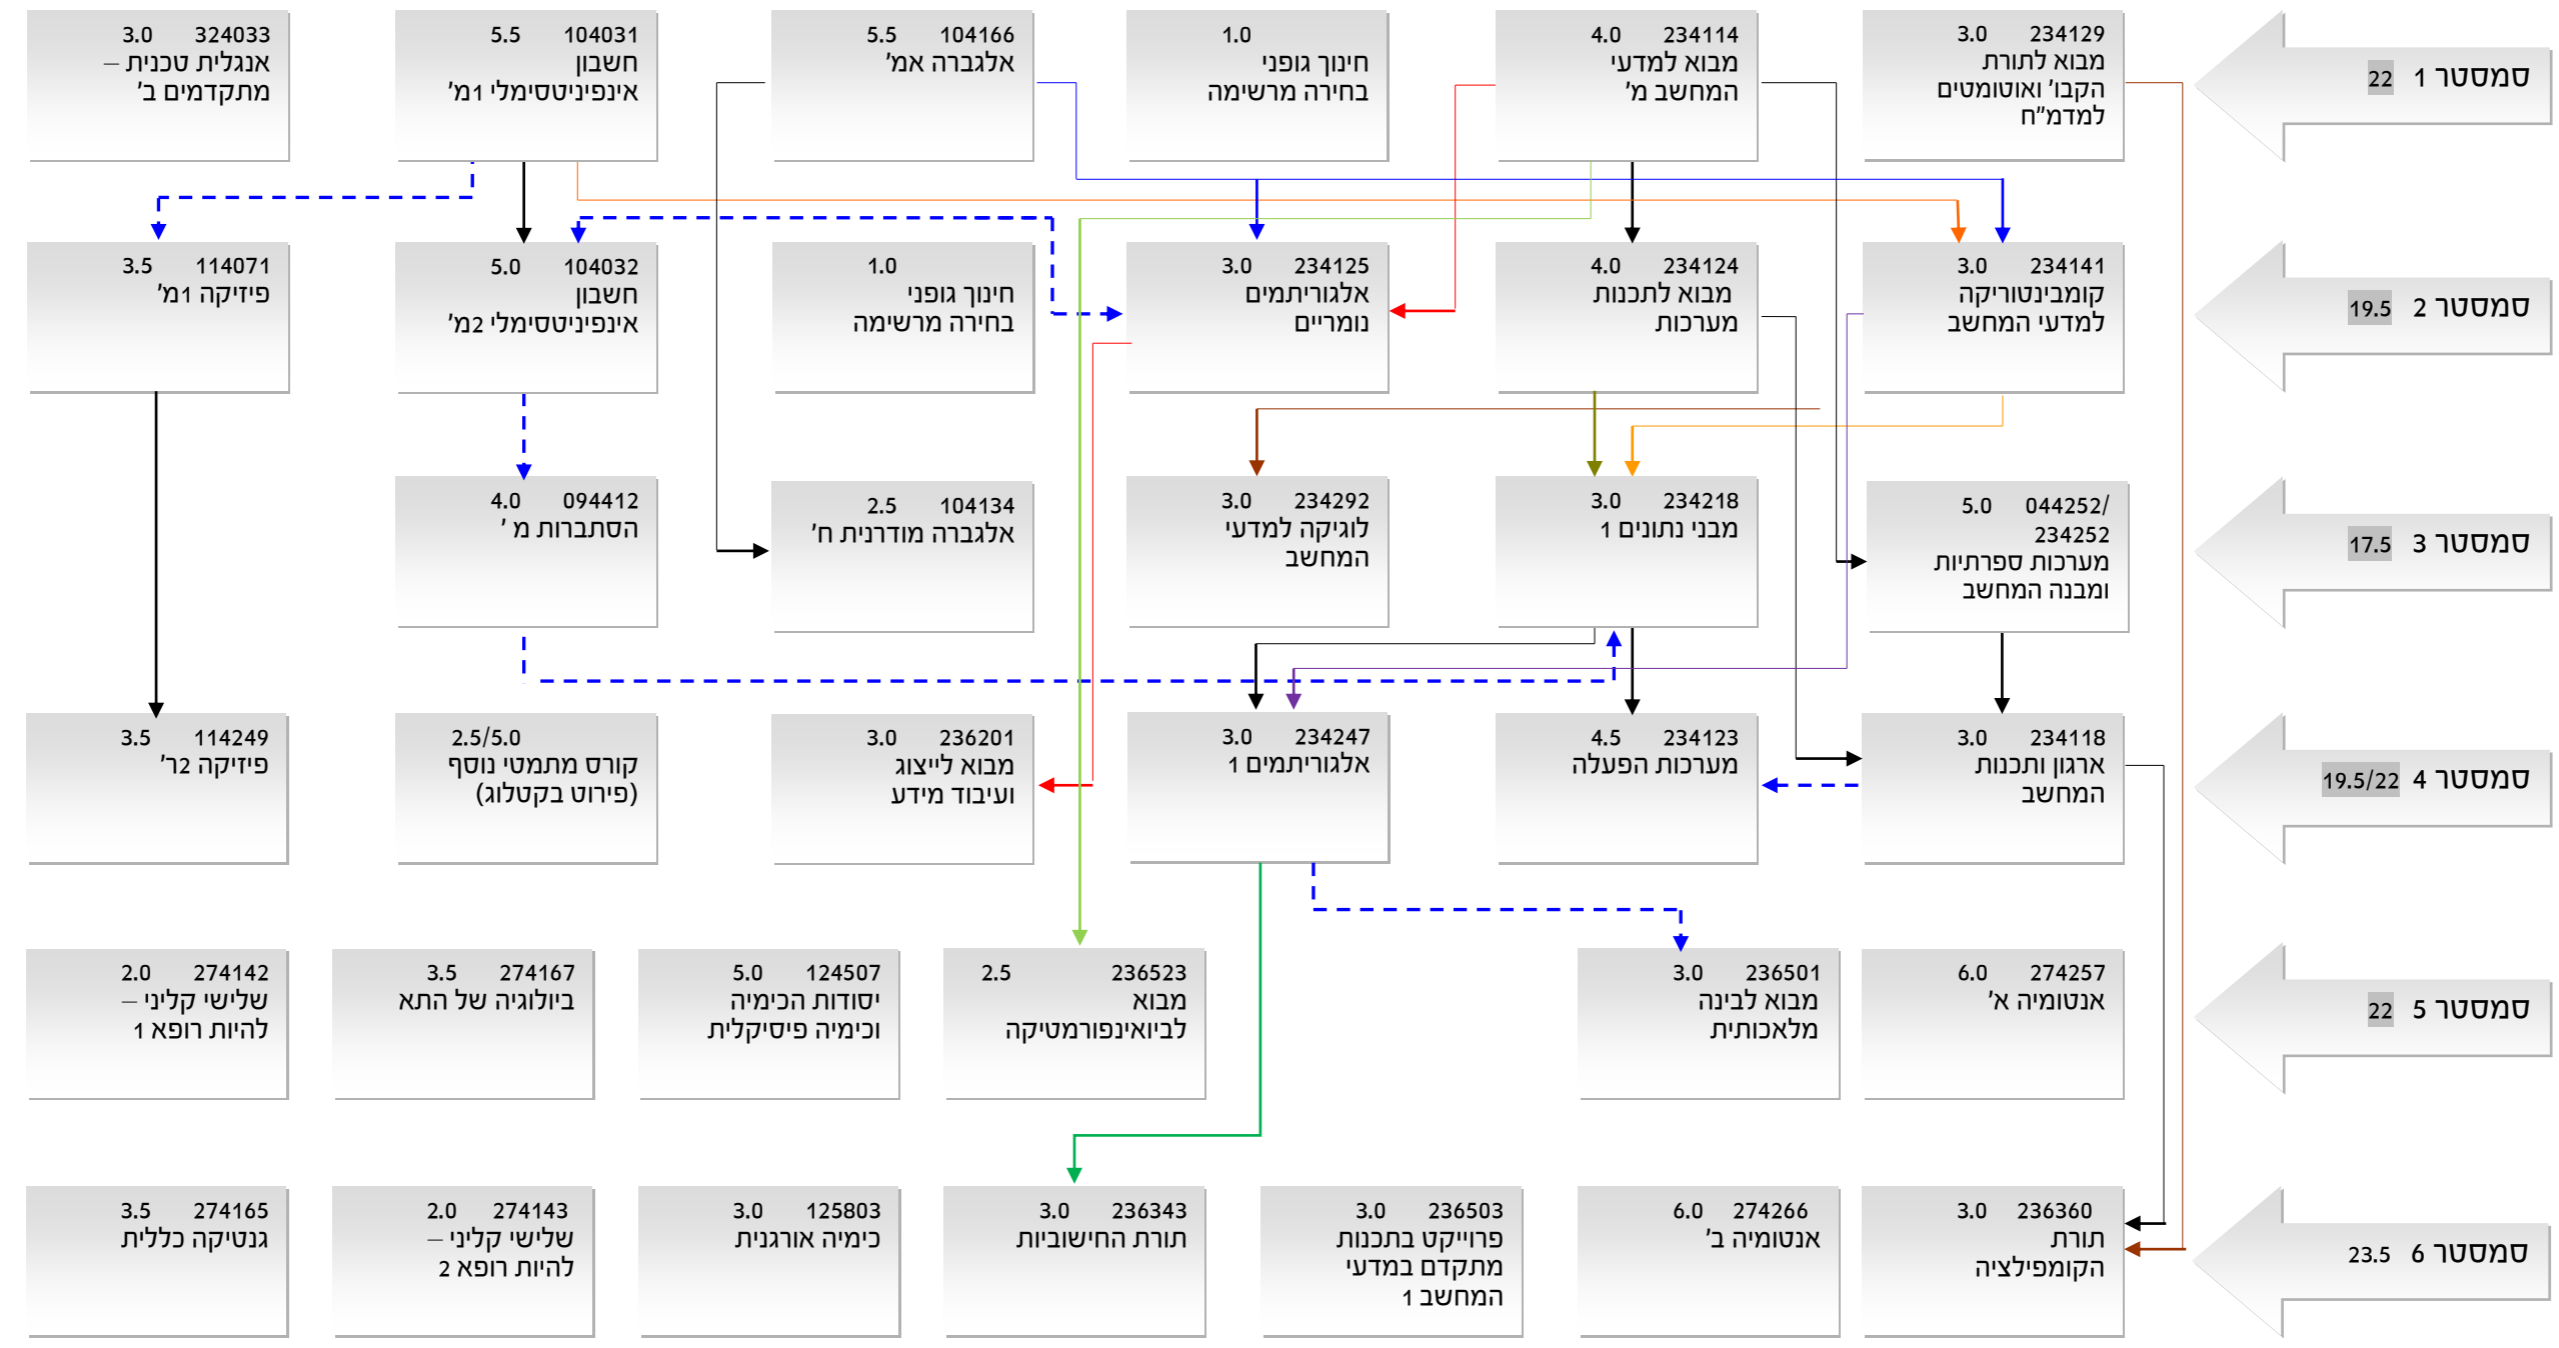 סמסטר 1 22
234129 3.0
מבוא לתורת
הקבו' ואוטומטים
למדמ"ח
234114 4.0
מבוא למדעי
המחשב מ'
1.0
חינוך גופני
בחירה מרשימה
104166 5.5
אלגברה אמ'
104031 5.5
חשבון
אינפיניטסימלי 1מ'
324033 3.0
אנגלית טכנית –
מתקדמים ב'
סמסטר 2 19.5
234141 3.0
קומבינטוריקה
למדעי המחשב
234124 4.0
מבוא לתכנות
מערכות
234125 3.0
אלגוריתמים
נומריים
1.0
חינוך גופני
בחירה מרשימה
104032 5.0
חשבון
אינפיניטסימלי 2מ'
114071 3.5
פיזיקה 1מ'
סמסטר 3 17.5
044252/ 5.0
234252
מערכות ספרתיות
ומבנה המחשב
234218 3.0
מבני נתונים 1
234292 3.0
לוגיקה למדעי
המחשב
104134 2.5
אלגברה מודרנית ח'
094412 4.0
הסתברות מ '
סמסטר 4 19.5/22
234118 3.0
ארגון ותכנות
המחשב
234123 4.5
מערכות הפעלה
234247 3.0
אלגוריתמים 1
236201 3.0
מבוא לייצוג
ועיבוד מידע
2.5/5.0
קורס מתמטי נוסף
(פירוט בקטלוג)
114249 3.5
פיזיקה 2ר'
סמסטר 5 22
274257 6.0
אנטומיה א'
236501 3.0
מבוא לבינה
מלאכותית
236523 2.5
מבוא
לביואינפורמטיקה
124507 5.0
יסודות הכימיה
וכימיה פיסיקלית
274167 3.5
ביולוגיה של התא
274142 2.0
שלישי קליני –
להיות רופא 1
סמסטר 6 23.5
236360 3.0
תורת
הקומפילציה
274266 6.0
אנטומיה ב'
236503 3.0
פרוייקט בתכנות
מתקדם במדעי
המחשב 1
236343 3.0
תורת החישוביות
125803 3.0
כימיה אורגנית
274143 2.0
שלישי קליני –
להיות רופא 2
274165 3.5
גנטיקה כללית